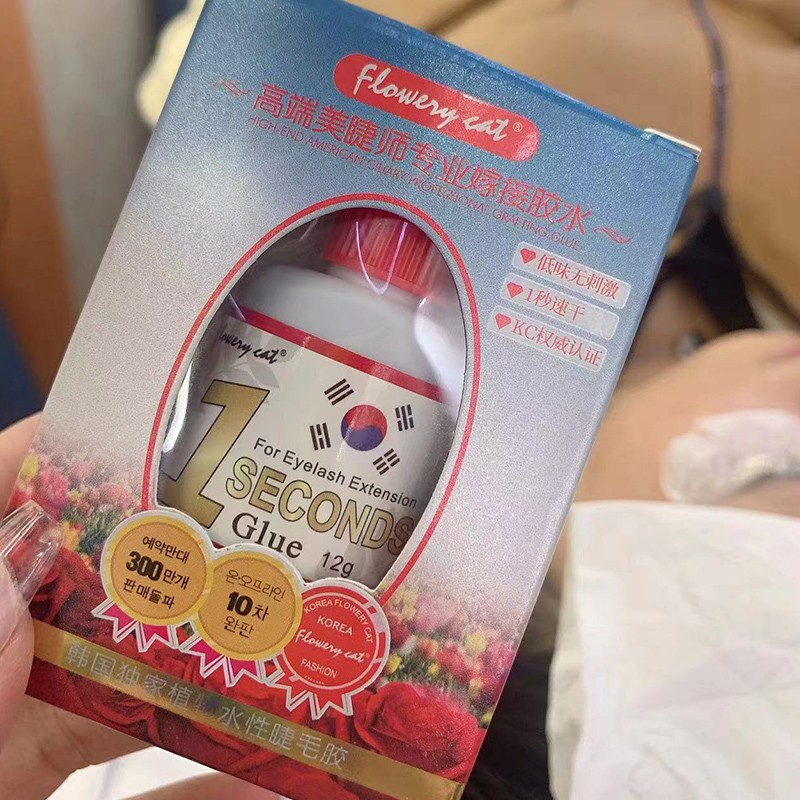 Flowery cat®
高端美睫师专业嫁接胶水
HIGH-END AMERICAN CILIARY PROFESSIONAL GRAFTING GLUE
低味无刺激
1秒速干
KC权威认证
Flowery cat®
For Eyelash Extension
1
SECONDS
Glue 12g
예약만대
300만개
판매돌파
온오프라인
10차
완판
KOREA FLOWERY CAT
KOREA
Flowery cat®
FASHION
韩国独家植 水性睫毛胶